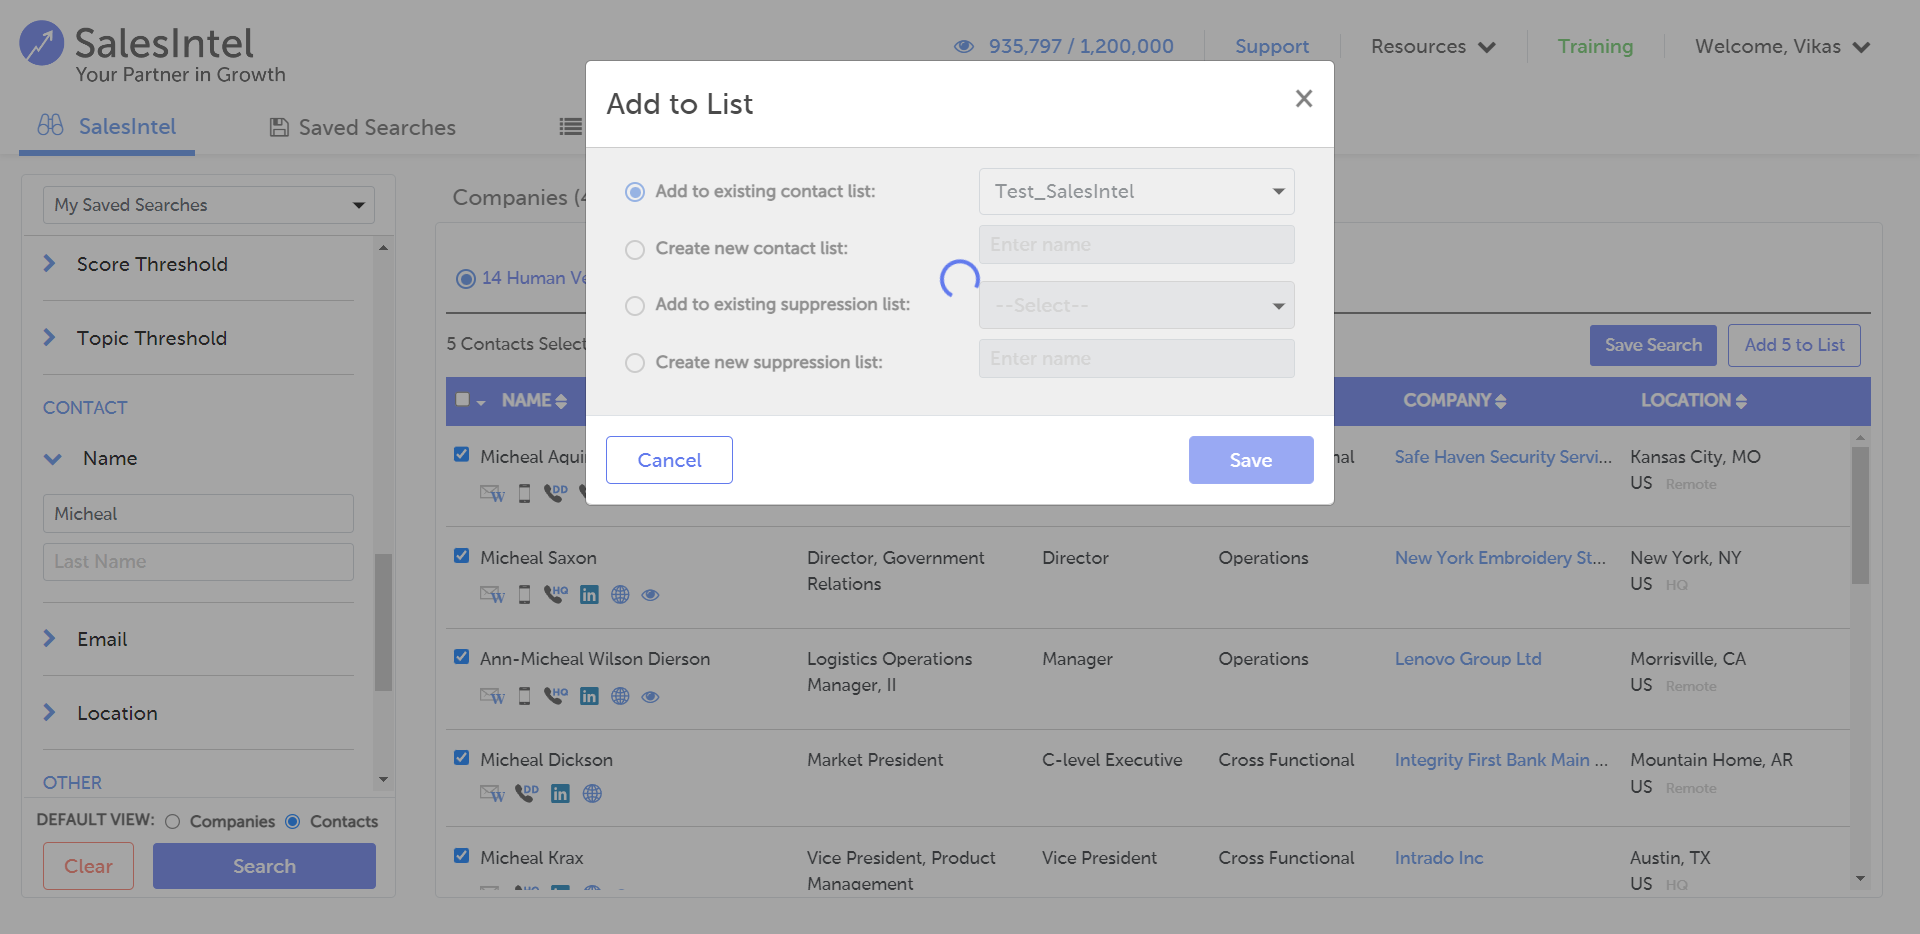 SalesIntel
Your Partner in Growth
935,797 / 1,200,000
Support
Resources
Training
Welcome, Vikas
SalesIntel
Saved Searches
My Saved Searches
Score Threshold
Topic Threshold
CONTACT
Name
Micheal
Last Name
Email
Location
OTHER
DEFAULT VIEW: Companies Contacts
Clear
Search
Companies (4
14 Human Ve
5 Contacts Select
Save Search
Add 5 to List
NAME COMPANY LOCATION
Add to List
Add to existing contact list: Test_SalesIntel
Create new contact list: Enter name
Add to existing suppression list: --Select--
Create new suppression list: Enter name
Cancel
Save
Micheal Aqui nal Safe Haven Security Servi... Kansas City, MO
W DD US Remote
Micheal Saxon Director, Government Director Operations New York Embroidery St... New York, NY
Relations US HQ
W HQ in
Ann-Micheal Wilson Dierson Logistics Operations Manager Operations Lenovo Group Ltd Morrisville, CA
Manager, II US Remote
W HQ in
Micheal Dickson Market President C-level Executive Cross Functional Integrity First Bank Main ... Mountain Home, AR
W DD in US Remote
Micheal Krax Vice President, Product Vice President Cross Functional Intrado Inc Austin, TX
Management US HQ